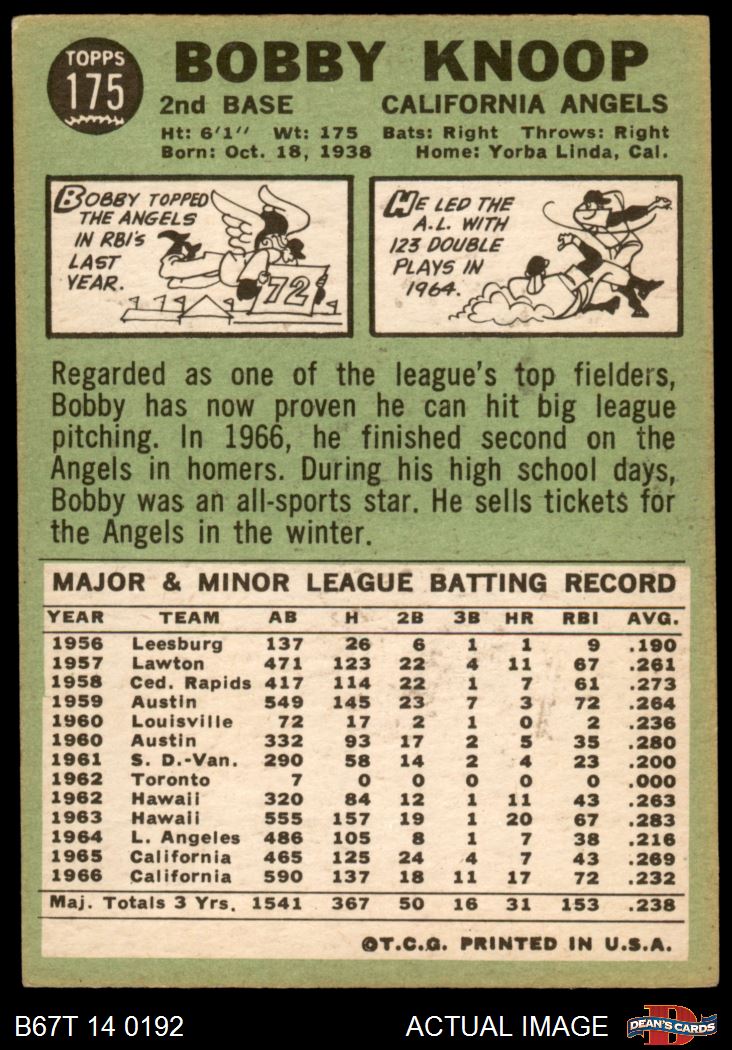 TOPPS
175
BOBBY KNOOP
2nd BASE CALIFORNIA ANGELS
Ht: 6'1" Wt: 175 Bats: Right Throws: Right
Born: Oct. 18, 1938 Home: Yorba Linda, Cal.
BOBBY TOPPED
THE ANGELS
IN RBI'S
LAST
YEAR.
72
HE LED THE
A.L. WITH
123 DOUBLE
PLAYS IN
1964.
Regarded as one of the league's top fielders,
Bobby has now proven he can hit big league
pitching. In 1966, he finished second on the
Angels in homers. During his high school days,
Bobby was an all-sports star. He sells tickets for
the Angels in the winter.
MAJOR & MINOR LEAGUE BATTING RECORD
YEAR TEAM AB H 2B 3B HR RBI AVG.
1956 Leesburg 137 26 6 1 1 9 .190
1957 Lawton 471 123 22 4 11 67 .261
1958 Ced. Rapids 417 114 22 1 7 61 .273
1959 Austin 549 145 23 7 3 72 .264
1960 Louisville 72 17 2 1 0 2 .236
1960 Austin 332 93 17 2 5 35 .280
1961 S. D.-Van. 290 58 14 2 4 23 .200
1962 Toronto 7 0 0 0 0 0 .000
1962 Hawaii 320 84 12 1 11 43 .263
1963 Hawaii 555 157 19 1 20 67 .283
1964 L. Angeles 486 105 8 1 7 38 .216
1965 California 465 125 24 4 7 43 .269
1966 California 590 137 18 11 17 72 .232
Maj. Totals 3 Yrs. 1541 367 50 16 31 153 .238
©T.C.G. PRINTED IN U.S.A.
B67T 14 0192 ACTUAL IMAGE D DEAN'S CARDS